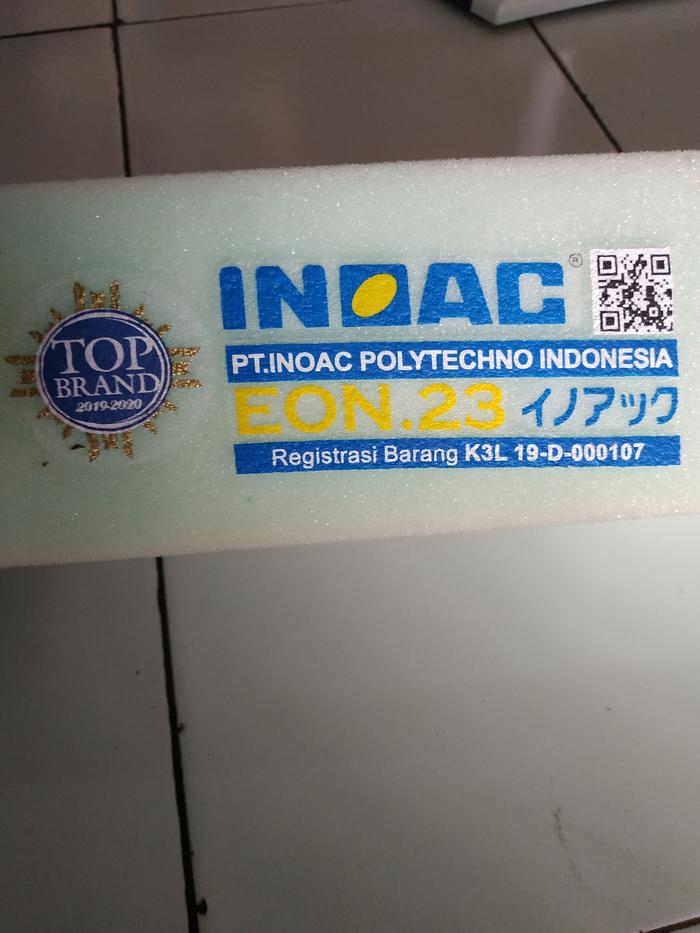 INOAC®
PT.INOAC POLYTECHNO INDONESIA
EON.23 イノアック
Registrasi Barang K3L 19-D-000107
TOP
BRAND
2019-2020